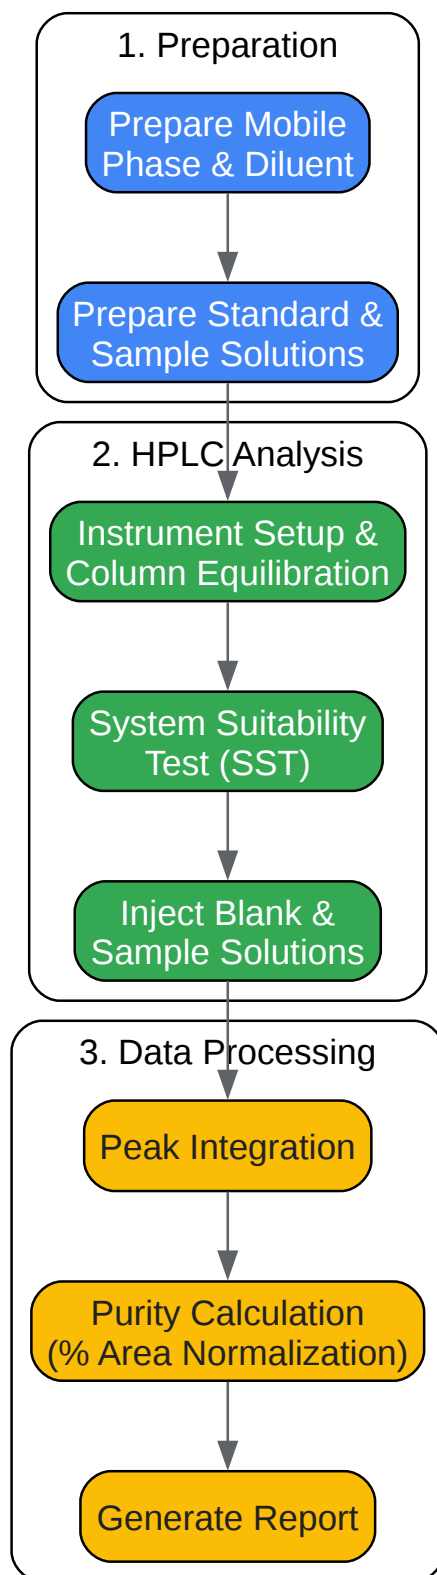 1. Preparation
Prepare Mobile
Phase & Diluent
Prepare Standard &
Sample Solutions
2. HPLC Analysis
Instrument Setup &
Column Equilibration
System Suitability
Test (SST)
Inject Blank &
Sample Solutions
3. Data Processing
Peak Integration
Purity Calculation
(% Area Normalization)
Generate Report